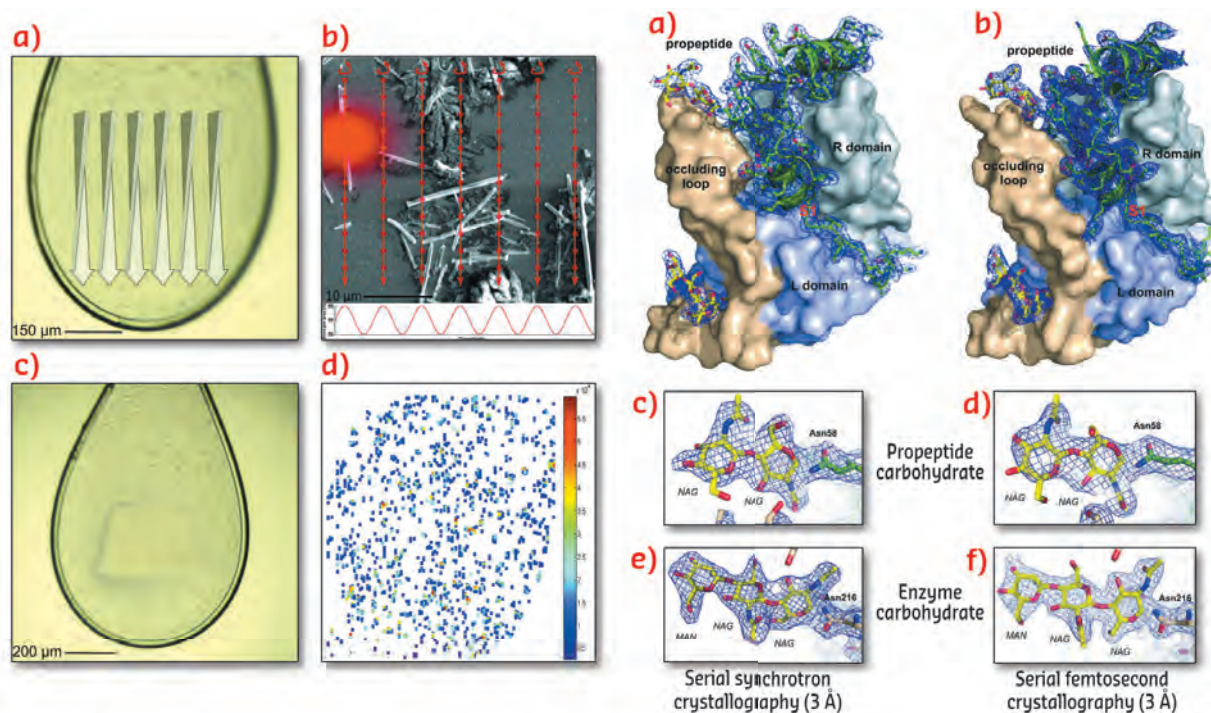 a)
150 µm
b)
10 µm
c)
200 µm
d)
x 10
a)
propeptide
R domain
occluding
loop
S1
L domain
b)
propeptide
R domain
occluding
loop
S1
L domain
c)
Asn58
NAG
NAG
Propeptide
carbohydrate
d)
Asn58
NAG
NAG
e)
Asn216
MAN
NAG
NAG
Enzyme
carbohydrate
f)
Asn216
MAN
NAG
NAG
Serial synchrotron
crystallography (3 Å)
Serial femtosecond
crystallography (3 Å)